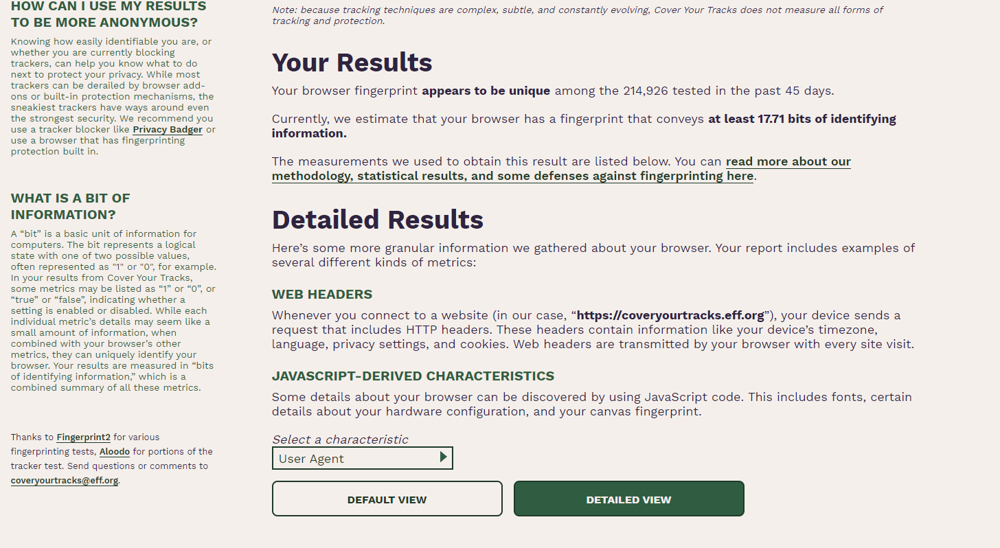 HOW CAN I USE MY RESULTS
TO BE MORE ANONYMOUS?
Knowing how easily identifiable you are, or
whether you are currently blocking
trackers, can help you know what to do
next to protect your privacy. While most
trackers can be derailed by browser add-
ons or built-in protection mechanisms, the
sneakiest trackers have ways around even
the strongest security. We recommend you
use a tracker blocker like Privacy Badger or
use a browser that has fingerprinting
protection built in.
WHAT IS A BIT OF
INFORMATION?
A “bit” is a basic unit of information for
computers. The bit represents a logical
state with one of two possible values,
often represented as "1" or "0", for example.
In your results from Cover Your Tracks,
some metrics may be listed as “1” or “0”, or
“true” or “false”, indicating whether a
setting is enabled or disabled. While each
individual metric’s details may seem like a
small amount of information, when
combined with your browser’s other
metrics, they can uniquely identify your
browser. Your results are measured in “bits
of identifying information,” which is a
combined summary of all these metrics.
Thanks to Fingerprint2 for various
fingerprinting tests, Aloodo for portions of the
tracker test. Send questions or comments to
coveryourtracks@eff.org.
Note: because tracking techniques are complex, subtle, and constantly evolving, Cover Your Tracks does not measure all forms of
tracking and protection.
Your Results
Your browser fingerprint appears to be unique among the 214,926 tested in the past 45 days.
Currently, we estimate that your browser has a fingerprint that conveys at least 17.71 bits of identifying
information.
The measurements we used to obtain this result are listed below. You can read more about our
methodology, statistical results, and some defenses against fingerprinting here.
Detailed Results
Here’s some more granular information we gathered about your browser. Your report includes examples of
several different kinds of metrics:
WEB HEADERS
Whenever you connect to a website (in our case, “https://coveryourtracks.eff.org”), your device sends a
request that includes HTTP headers. These headers contain information like your device’s timezone,
language, privacy settings, and cookies. Web headers are transmitted by your browser with every site visit.
JAVASCRIPT-DERIVED CHARACTERISTICS
Some details about your browser can be discovered by using JavaScript code. This includes fonts, certain
details about your hardware configuration, and your canvas fingerprint.
Select a characteristic
User Agent
DEFAULT VIEW
DETAILED VIEW